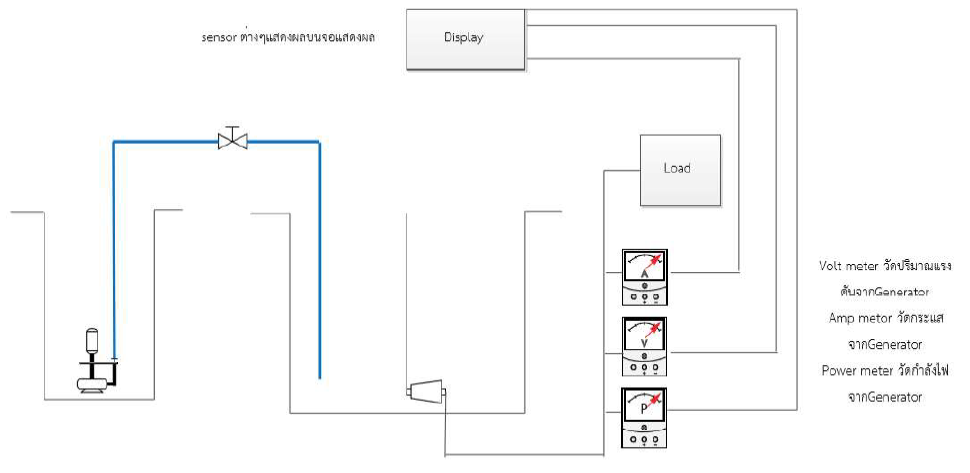 sensor ต่างๆแสดงผลบนจอแสดงผล
Display
Load
A
V
P
Volt meter วัดปริมาณแรง
ดันจากGenerator
Amp metor วัดกระแส
จากGenerator
Power meter วัดกำลังไฟ
จากGenerator